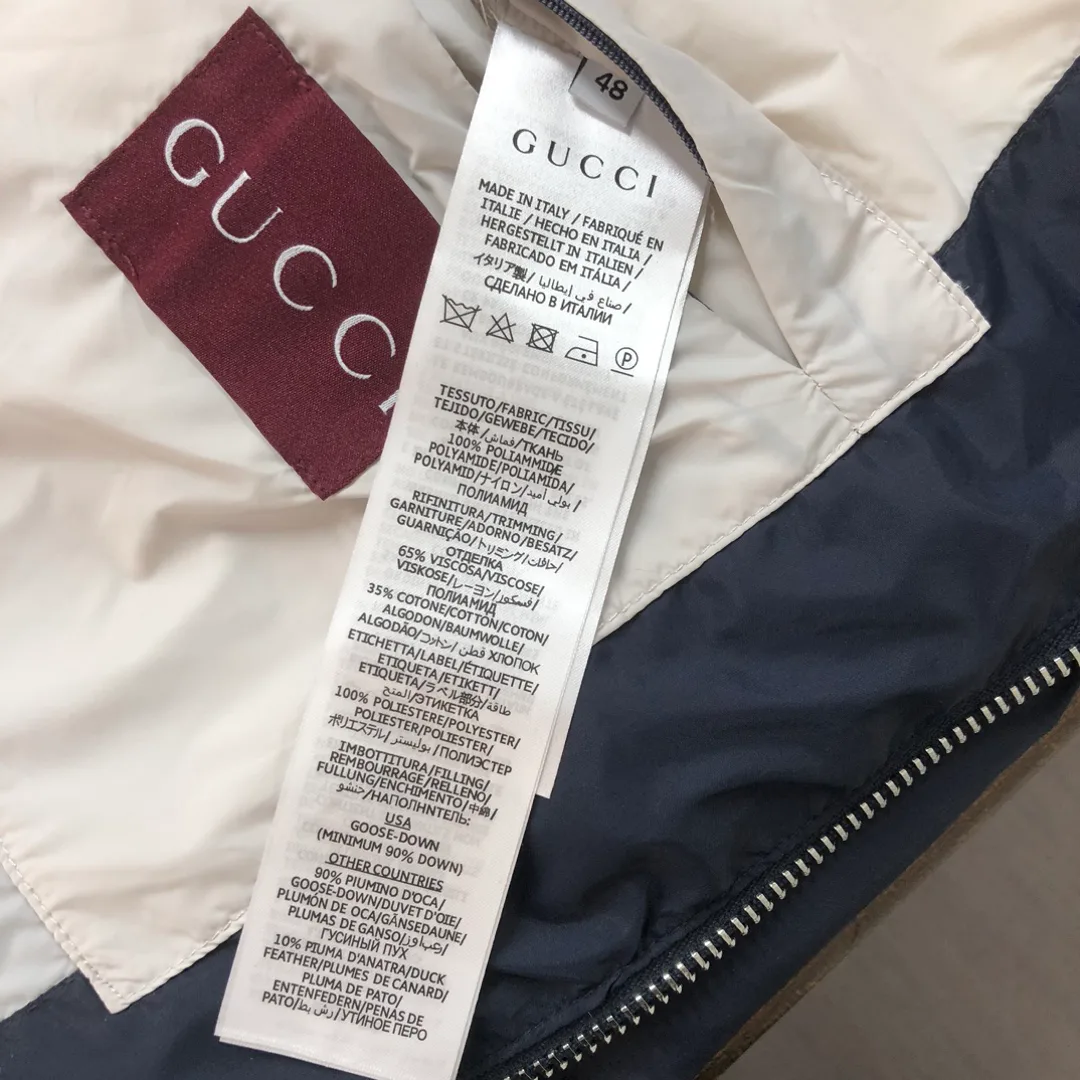 GUCCI
48
GUCCI
MADE IN ITALY / FABRIQUÉ EN
ITALIE / HECHO EN ITALIA /
HERGESTELLT IN ITALIEN /
FABRICADO EM ITÁLIA /
イタリア製 / صناع في إيطاليا /
СДЕЛАНО В ИТАЛИИ
P
TESSUTO/FABRIC/TISSU/
TEJIDO/GEWEBE/TECIDO/
本体/قماش/ТКАНЬ
100% POLIAMMIDE
POLYAMIDE/POLIAMIDA/
POLYAMID/ナイロン/بولي أميد/
ПОЛИАМИД
RIFINITURA/TRIMMING/
GARNITURE/ADORNO/BESATZ/
GUARNIÇÃO/トリミング/حافات/
ОТДЕЛКА
65% VISCOSA/VISCOSE/
VISKOSE/レーヨン/فسكوز/
ПОЛИАМИД
35% COTONE/COTTON/COTON/
ALGODON/BAUMWOLLE/
ALGODÃO/コットン/قطن ХЛОПОК
ETICHETTA/LABEL/ÉTIQUETTE/
ETIQUETA/ETIKETT/
ETIQUETA/ラベル部分/طاقة
المنح/ЭТИКЕТКА
100% POLIESTERE/POLYESTER/
POLYESTER/POLIESTER/
ポリエステル/بوليستر/ПОЛИЭСТЕР
IMBOTTITURA/FILLING/
REMBOURRAGE/RELLENO/
FULLUNG/ENCHIMENTO/中綿/
حنشو/НАПОЛНТЕЛЬ:
USA
GOOSE-DOWN
(MINIMUM 90% DOWN)
OTHER COUNTRIES
90% PIUMINO D'OCA/
GOOSE-DOWN/DUVET D'OIE/
PLUMÓN DE OCA/GÄNSEDAUNE/
PLUMAS DE GANSO/
ГУСИНЫЙ ПУХ
10% PIUMA D'ANATRA/DUCK
FEATHER/PLUMES DE CANARD/
PLUMA DE PATO/
ENTENFEDERN/PENAS DE
PATO/رش بط/УТИНОЕ ПЕРО